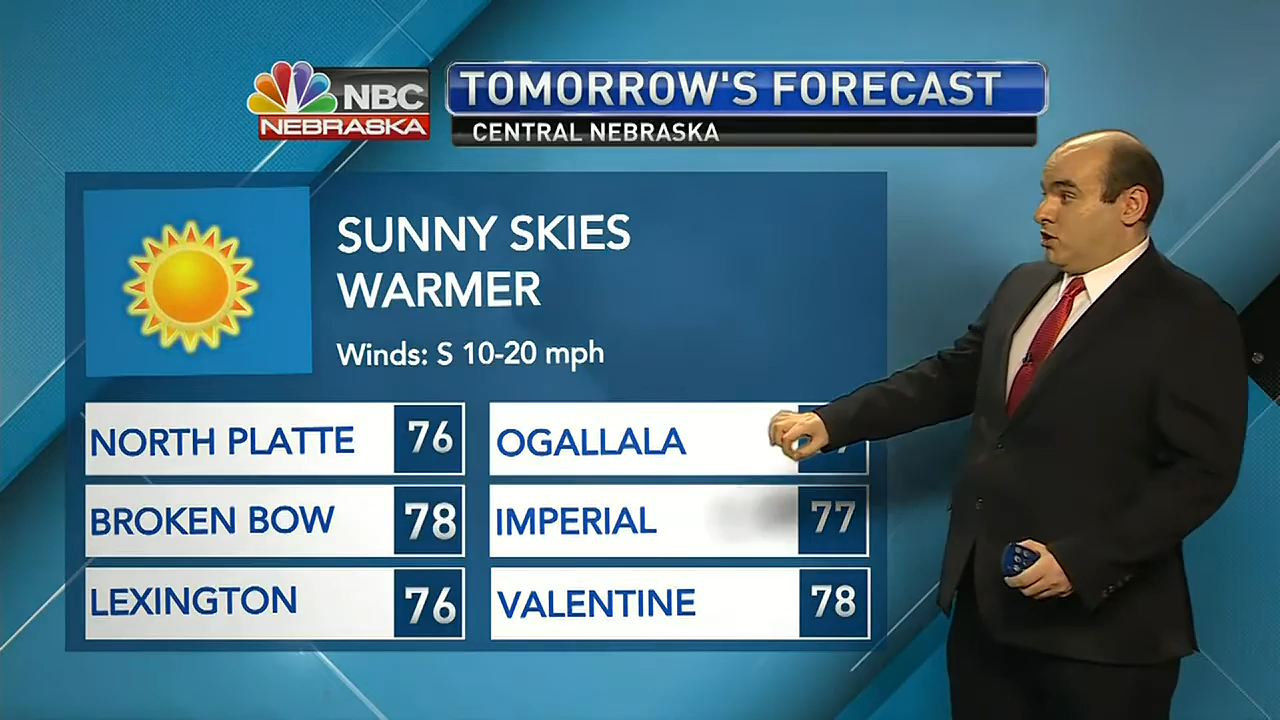 NBC
NEBRASKA
TOMORROW'S FORECAST
CENTRAL NEBRASKA
SUNNY SKIES
WARMER
Winds: S 10-20 mph
NORTH PLATTE 76
OGALLALA
BROKEN BOW 78
IMPERIAL 77
LEXINGTON 76
VALENTINE 78